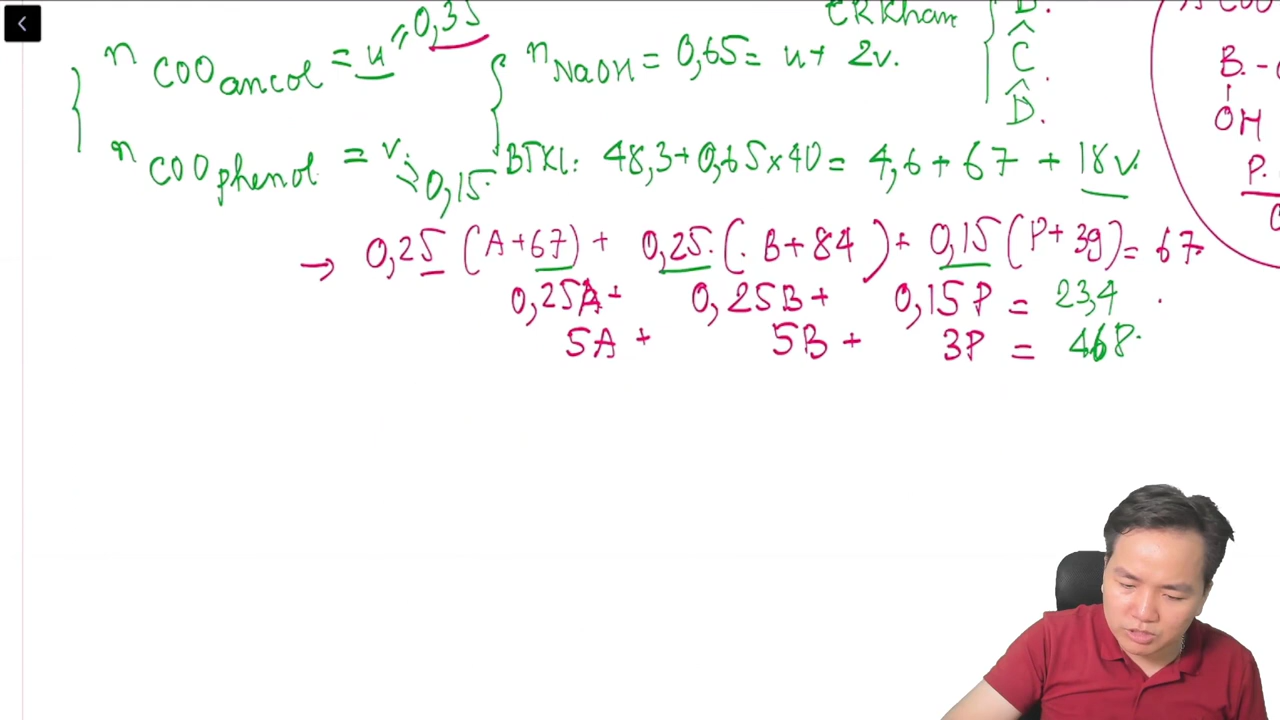 CR Khan
n COO ancol = u = 0,35
n NaOH = 0,65 = u + 2v.
Ĉ.
D̂.
B. -
OH
n COO phenol = v = 0,15.
BTKL: 48,3 + 0,65 x 40 = 4,6 + 67 + 18v.
P.
→ 0,25 (A + 67) + 0,25. (. B + 84) + 0,15 (P + 39) = 67
0,25A + 0,25B + 0,15P = 23,4
5A + 5B + 3P = 468.